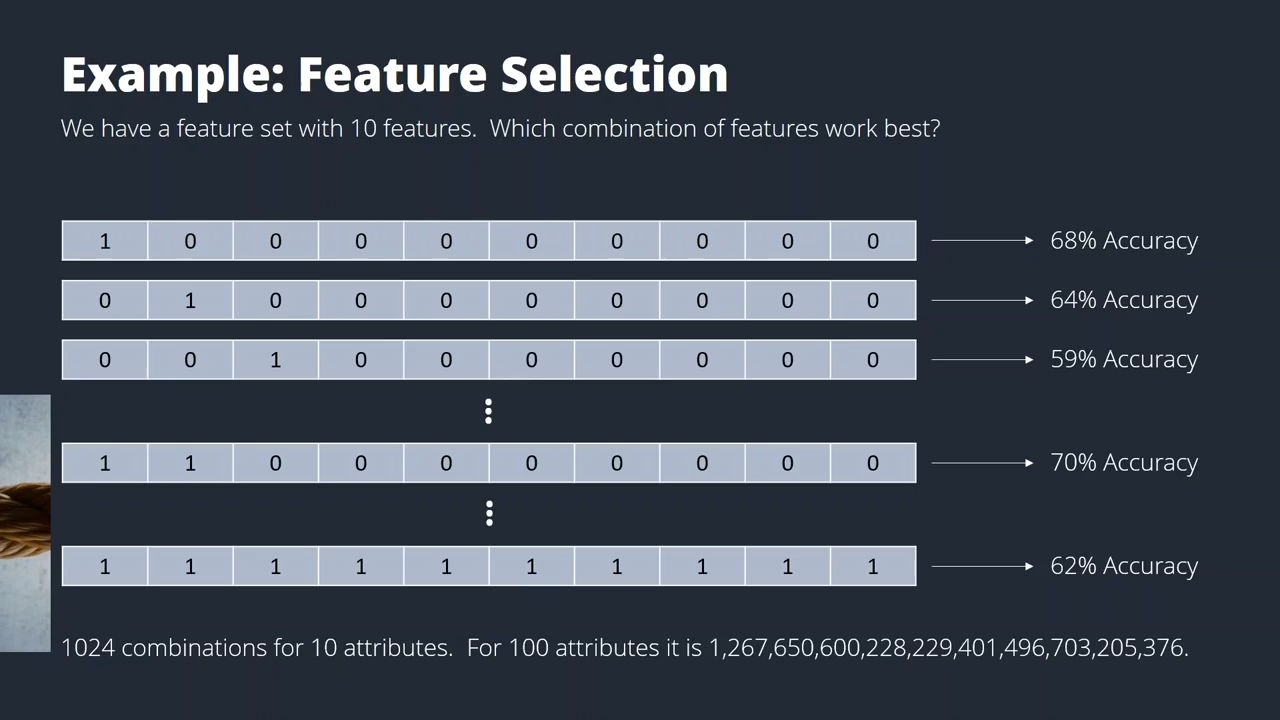 Example: Feature Selection
We have a feature set with 10 features. Which combination of features work best?
1 0 0 0 0 0 0 0 0 0 68% Accuracy
0 1 0 0 0 0 0 0 0 0 64% Accuracy
0 0 1 0 0 0 0 0 0 0 59% Accuracy
1 1 0 0 0 0 0 0 0 0 70% Accuracy
1 1 1 1 1 1 1 1 1 1 62% Accuracy
1024 combinations for 10 attributes. For 100 attributes it is 1,267,650,600,228,229,401,496,703,205,376.